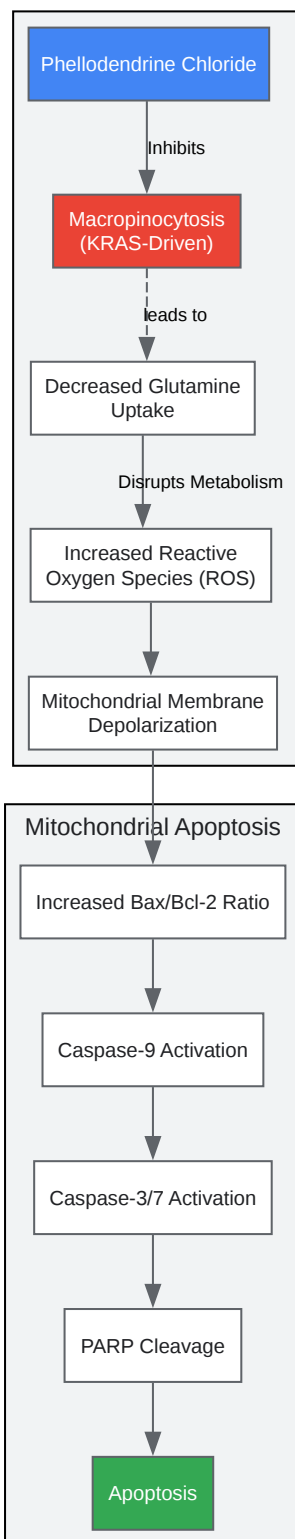 Phellodendrine Chloride
Inhibits
Macropinocytosis
(KRAS-Driven)
leads to
Decreased Glutamine
Uptake
Disrupts Metabolism
Increased Reactive
Oxygen Species (ROS)
Mitochondrial Membrane
Depolarization
Mitochondrial Apoptosis
Increased Bax/Bcl-2 Ratio
Caspase-9 Activation
Caspase-3/7 Activation
PARP Cleavage
Apoptosis